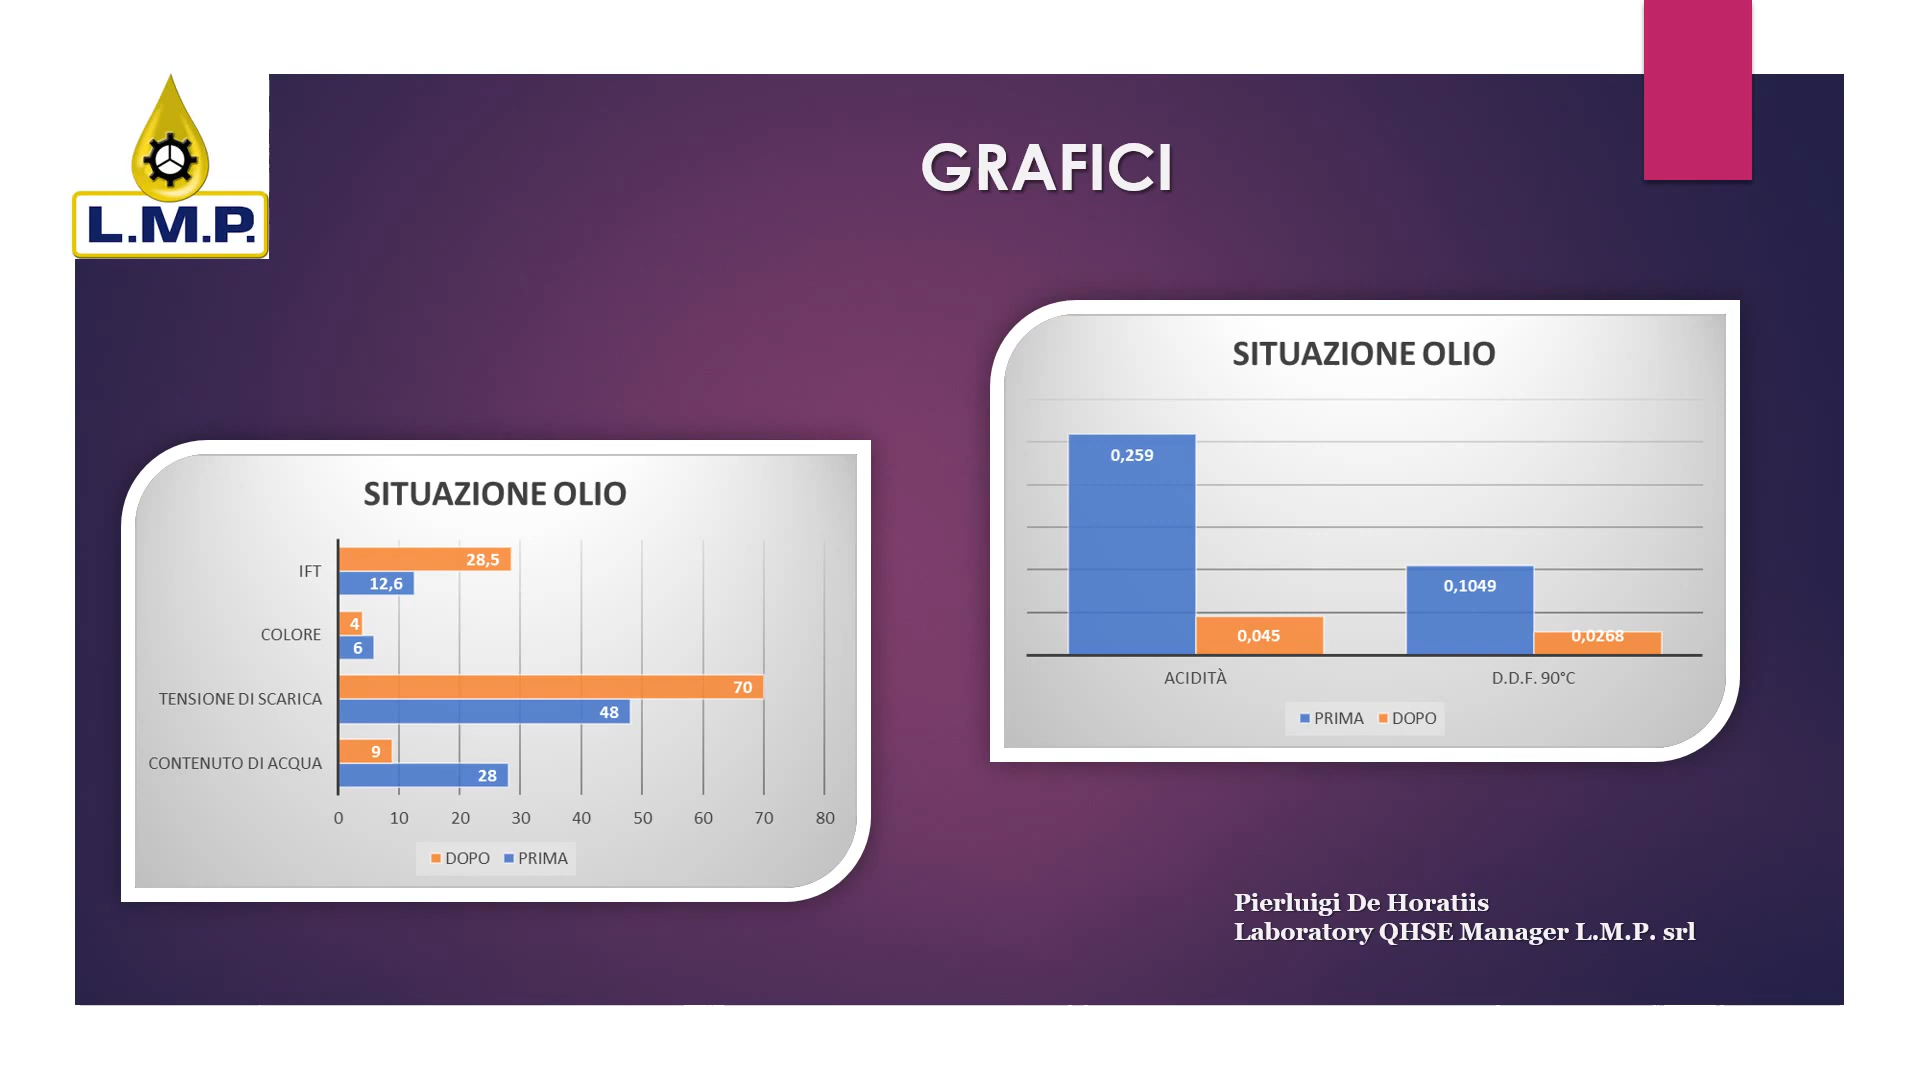 L.M.P.
GRAFICI
SITUAZIONE OLIO
IFT
28,5
12,6
COLORE
4
6
TENSIONE DI SCARICA
70
48
CONTENUTO DI ACQUA
9
28
0 10 20 30 40 50 60 70 80
DOPO PRIMA
SITUAZIONE OLIO
0,259
0,045
0,1049
0,0268
ACIDITÀ D.D.F. 90°C
PRIMA DOPO
Pierluigi De Horatiis
Laboratory QHSE Manager L.M.P. srl